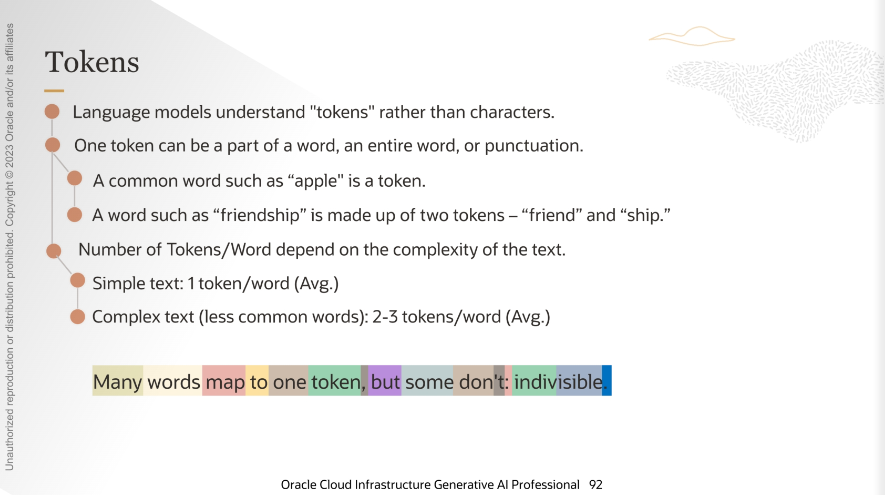 Unauthorized reproduction or distribution prohibited. Copyright © 2023 Oracle and/or its affiliates
Tokens
Language models understand "tokens" rather than characters.
One token can be a part of a word, an entire word, or punctuation.
A common word such as “apple" is a token.
A word such as “friendship” is made up of two tokens – “friend” and “ship.”
Number of Tokens/Word depend on the complexity of the text.
Simple text: 1 token/word (Avg.)
Complex text (less common words): 2-3 tokens/word (Avg.)
Many words map to one token, but some don't: indivisible.
Oracle Cloud Infrastructure Generative AI Professional 92